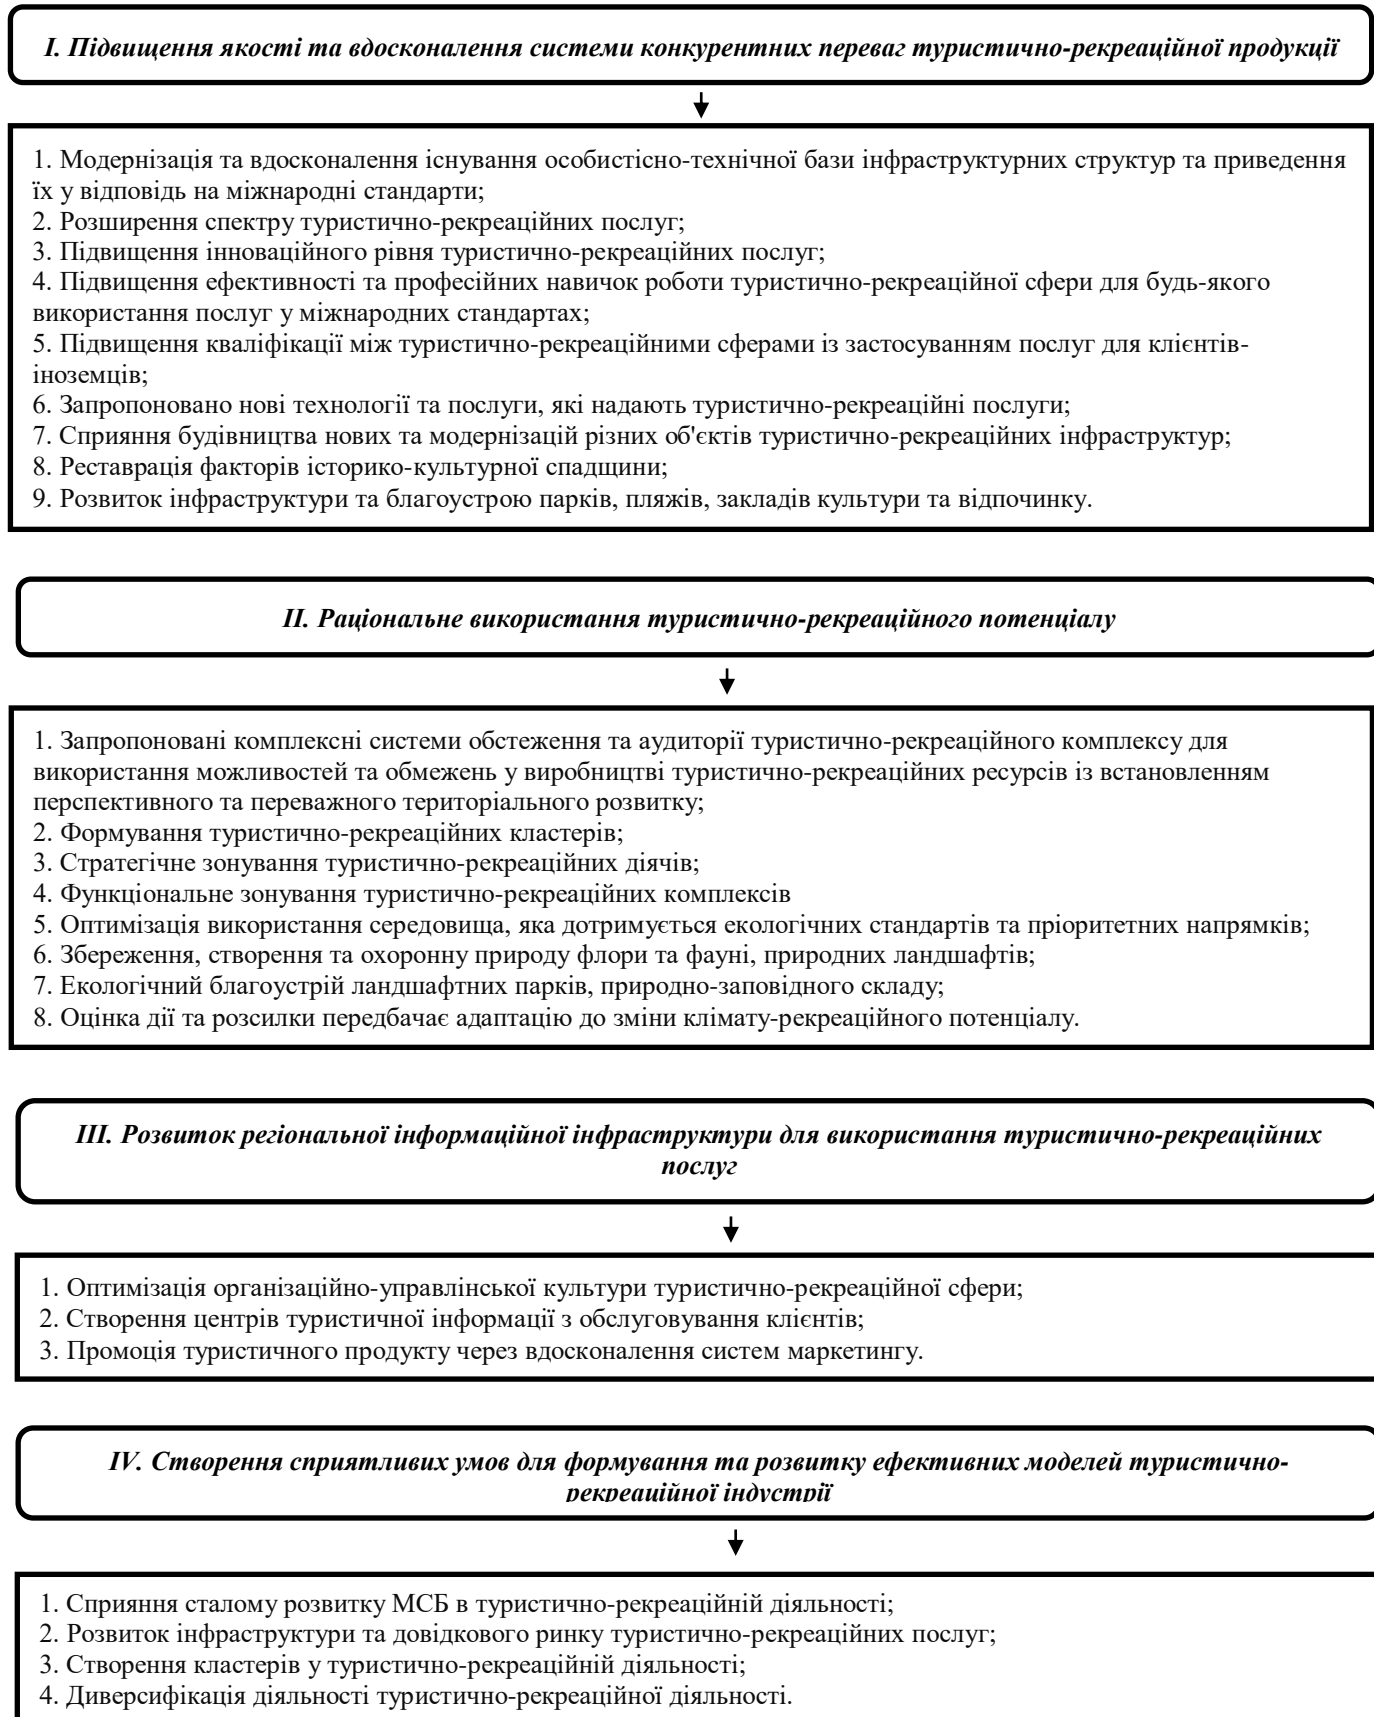 I. Підвищення якості та вдосконалення системи конкурентних переваг туристично-рекреаційної продукції
1. Модернізація та вдосконалення існування особистісно-технічної бази інфраструктурних структур та приведення
їх у відповідь на міжнародні стандарти;
2. Розширення спектру туристично-рекреаційних послуг;
3. Підвищення інноваційного рівня туристично-рекреаційних послуг;
4. Підвищення ефективності та професійних навичок роботи туристично-рекреаційної сфери для будь-якого
використання послуг у міжнародних стандартах;
5. Підвищення кваліфікації між туристично-рекреаційними сферами із застосуванням послуг для клієнтів-
іноземців;
6. Запропоновано нові технології та послуги, які надають туристично-рекреаційні послуги;
7. Сприяння будівництва нових та модернізацій різних об'єктів туристично-рекреаційних інфраструктур;
8. Реставрація факторів історико-культурної спадщини;
9. Розвиток інфраструктури та благоустрою парків, пляжів, закладів культури та відпочинку.
II. Раціональне використання туристично-рекреаційного потенціалу
1. Запропоновані комплексні системи обстеження та аудиторії туристично-рекреаційного комплексу для
використання можливостей та обмежень у виробництві туристично-рекреаційних ресурсів із встановленням
перспективного та переважного територіального розвитку;
2. Формування туристично-рекреаційних кластерів;
3. Стратегічне зонування туристично-рекреаційних діячів;
4. Функціональне зонування туристично-рекреаційних комплексів
5. Оптимізація використання середовища, яка дотримується екологічних стандартів та пріоритетних напрямків;
6. Збереження, створення та охоронну природу флори та фауні, природних ландшафтів;
7. Екологічний благоустрій ландшафтних парків, природно-заповідного складу;
8. Оцінка дії та розсилки передбачає адаптацію до зміни клімату-рекреаційного потенціалу.
III. Розвиток регіональної інформаційної інфраструктури для використання туристично-рекреаційних
послуг
1. Оптимізація організаційно-управлінської культури туристично-рекреаційної сфери;
2. Створення центрів туристичної інформації з обслуговування клієнтів;
3. Промоція туристичного продукту через вдосконалення систем маркетингу.
IV. Створення сприятливих умов для формування та розвитку ефективних моделей туристично-
рекреаційної індустрії
1. Сприяння сталому розвитку МСБ в туристично-рекреаційній діяльності;
2. Розвиток інфраструктури та довідкового ринку туристично-рекреаційних послуг;
3. Створення кластерів у туристично-рекреаційній діяльності;
4. Диверсифікація діяльності туристично-рекреаційної діяльності.